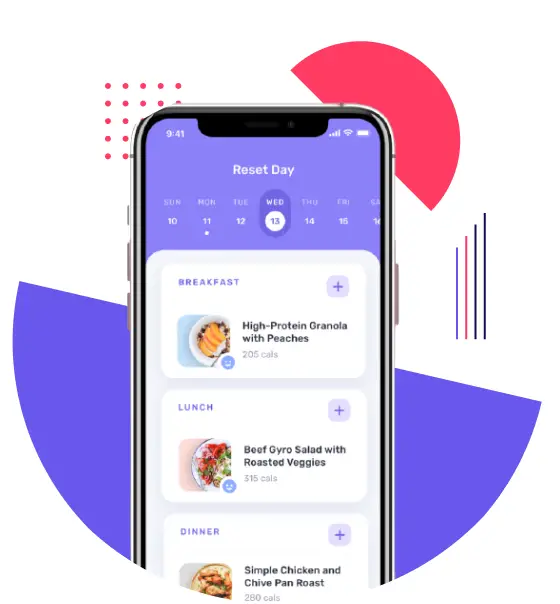 9:41
Reset Day
SUN MON TUE WED THU FRI SA
10 11 12 13 14 15 16
BREAKFAST
High-Protein Granola
with Peaches
205 cals
LUNCH
Beef Gyro Salad with
Roasted Veggies
315 cals
DINNER
Simple Chicken and
Chive Pan Roast
280 cals